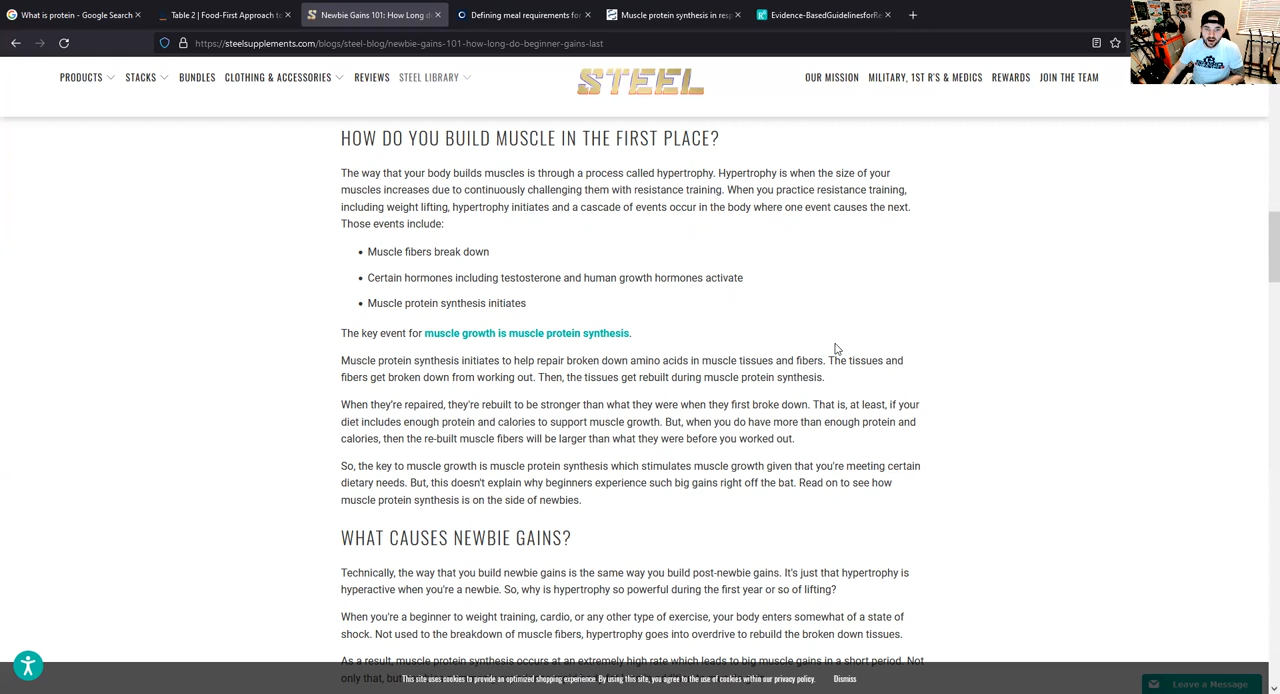 What is protein - Google Search
Table 2 | Food-First Approach to
Newbie Gains 101: How Long d
Defining meal requirements for
Muscle protein synthesis in resp
Evidence-BasedGuidelinesforRe
https://steelsupplements.com/blogs/steel-blog/newbie-gains-101-how-long-do-beginner-gains-last
PRODUCTS STACKS BUNDLES CLOTHING & ACCESSORIES REVIEWS STEEL LIBRARY
STEEL
OUR MISSION MILITARY, 1ST R'S & MEDICS REWARDS JOIN THE TEAM
HOW DO YOU BUILD MUSCLE IN THE FIRST PLACE?
The way that your body builds muscles is through a process called hypertrophy. Hypertrophy is when the size of your
muscles increases due to continuously challenging them with resistance training. When you practice resistance training,
including weight lifting, hypertrophy initiates and a cascade of events occur in the body where one event causes the next.
Those events include:
• Muscle fibers break down
• Certain hormones including testosterone and human growth hormones activate
• Muscle protein synthesis initiates
The key event for muscle growth is muscle protein synthesis.
Muscle protein synthesis initiates to help repair broken down amino acids in muscle tissues and fibers. The tissues and
fibers get broken down from working out. Then, the tissues get rebuilt during muscle protein synthesis.
When they're repaired, they're rebuilt to be stronger than what they were when they first broke down. That is, at least, if your
diet includes enough protein and calories to support muscle growth. But, when you do have more than enough protein and
calories, then the re-built muscle fibers will be larger than what they were before you worked out.
So, the key to muscle growth is muscle protein synthesis which stimulates muscle growth given that you're meeting certain
dietary needs. But, this doesn't explain why beginners experience such big gains right off the bat. Read on to see how
muscle protein synthesis is on the side of newbies.
WHAT CAUSES NEWBIE GAINS?
Technically, the way that you build newbie gains is the same way you build post-newbie gains. It's just that hypertrophy is
hyperactive when you're a newbie. So, why is hypertrophy so powerful during the first year or so of lifting?
When you're a beginner to weight training, cardio, or any other type of exercise, your body enters somewhat of a state of
shock. Not used to the breakdown of muscle fibers, hypertrophy goes into overdrive to rebuild the broken down tissues.
As a result, muscle protein synthesis occurs at an extremely high rate which leads to big muscle gains in a short period. Not
only that, but
This site uses cookies to provide an optimized shopping experience. By using this site, you agree to the use of cookies within our privacy policy. Dismiss
Leave a Message